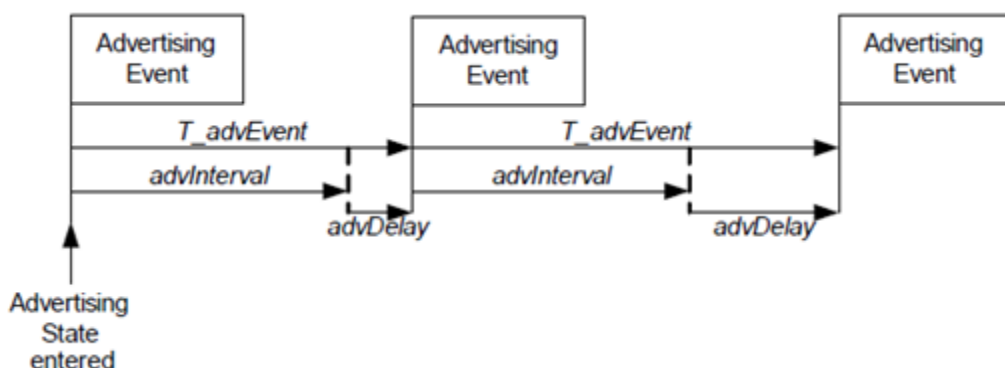 Advertising
Event
Advertising
Event
Advertising
Event
T_advEvent
T_advEvent
advInterval
advInterval
advDelay
advDelay
Advertising
State
entered